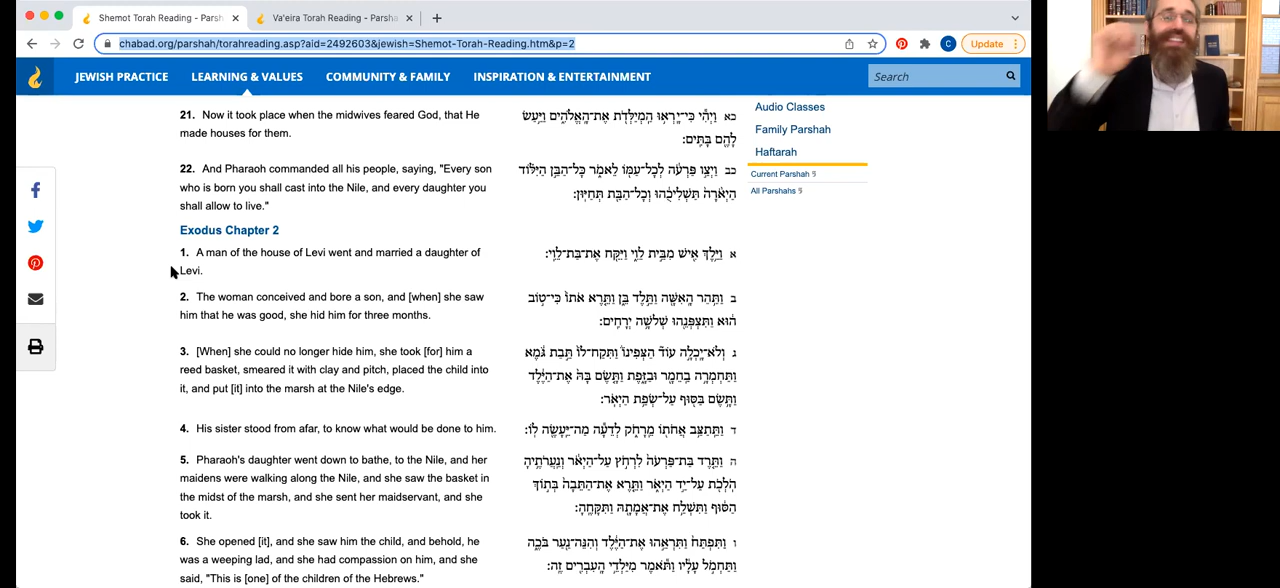 Shemot Torah Reading - Parsh
Va'eira Torah Reading - Parsha
chabad.org/parshah/torahreading.asp?aid=2492603&jewish=Shemot-Torah-Reading.htm&p=2
C
Update
JEWISH PRACTICE
LEARNING & VALUES
COMMUNITY & FAMILY
INSPIRATION & ENTERTAINMENT
Search
21. Now it took place when the midwives feared God, that He
made houses for them.
כא וַיְהִ֕י כִּי־יָֽרְא֥וּ הַֽמְיַלְּדֹ֖ת אֶת־הָֽאֱלֹהִ֑ים וַיַּ֥עַשׂ
לָהֶ֖ם בָּתִּֽים:
22. And Pharaoh commanded all his people, saying, "Every son
who is born you shall cast into the Nile, and every daughter you
shall allow to live."
כב וַיְצַ֣ו פַּרְעֹ֔ה לְכָל־עַמּ֖וֹ לֵאמֹ֑ר כָּל־הַבֵּ֣ן הַיִּלּ֗וֹד
הַיְאֹ֨רָה֙ תַּשְׁלִיכֻ֔הוּ וְכָל־הַבַּ֖ת תְּחַיּֽוּן:
Exodus Chapter 2
1. A man of the house of Levi went and married a daughter of
Levi.
א וַיֵּ֥לֶךְ אִ֖ישׁ מִבֵּ֣ית לֵוִ֑י וַיִּקַּ֖ח אֶת־בַּת־לֵוִֽי:
2. The woman conceived and bore a son, and [when] she saw
him that he was good, she hid him for three months.
ב וַתַּ֥הַר הָֽאִשָּׁ֖ה וַתֵּ֣לֶד בֵּ֑ן וַתֵּ֤רֶא אֹתוֹ֙ כִּי־ט֣וֹב
ה֔וּא וַתִּצְפְּנֵ֖הוּ שְׁלשָׁ֥ה יְרָחִֽים:
3. [When] she could no longer hide him, she took [for] him a
reed basket, smeared it with clay and pitch, placed the child into
it, and put [it] into the marsh at the Nile's edge.
ג וְלֹא־יָֽכְלָ֣ה עוֹד֘ הַצְּפִינוֹ֒ וַתִּקַּח־לוֹ֙ תֵּ֣בַת גֹּ֔מֶא
וַתַּחְמְרָ֥ה בַֽחֵמָ֖ר וּבַזָּ֑פֶת וַתָּ֤שֶׂם בָּהּ֙ אֶת־הַיֶּ֔לֶד
וַתָּ֥שֶׂם בַּסּ֖וּף עַל־שְׂפַ֥ת הַיְאֹֽר:
4. His sister stood from afar, to know what would be done to him.
ד וַתֵּֽתַצַּ֥ב אֲחֹת֖וֹ מֵֽרָחֹ֑ק לְדֵעָ֕ה מַה־יֵּֽעָשֶׂ֖ה לֽוֹ:
5. Pharaoh's daughter went down to bathe, to the Nile, and her
maidens were walking along the Nile, and she saw the basket in
the midst of the marsh, and she sent her maidservant, and she
took it.
ה וַתֵּ֤רֶד בַּת־פַּרְעֹה֙ לִרְחֹ֣ץ עַל־הַיְאֹ֔ר וְנַֽעֲרֹתֶ֥יהָ
הֹֽלְכֹ֖ת עַל־יַ֣ד הַיְאֹ֑ר וַתֵּ֤רֶא אֶת־הַתֵּבָה֙ בְּת֣וֹךְ
הַסּ֔וּף וַתִּשְׁלַ֥ח אֶת־אֲמָתָ֖הּ וַתִּקָּחֶֽהָ:
6. She opened [it], and she saw him the child, and behold, he
was a weeping lad, and she had compassion on him, and she
said, "This is [one] of the children of the Hebrews."
ו וַתִּפְתַּח֙ וַתִּרְאֵ֣הוּ אֶת־הַיֶּ֔לֶד וְהִנֵּה־נַ֖עַר בֹּכֶ֑ה
וַתַּחְמֹ֣ל עָלָ֔יו וַתֹּ֕אמֶר מִיַּלְדֵ֥י הָֽעִבְרִ֖ים זֶֽה:
Audio Classes
Family Parshah
Haftarah
Current Parshah
All Parshahs